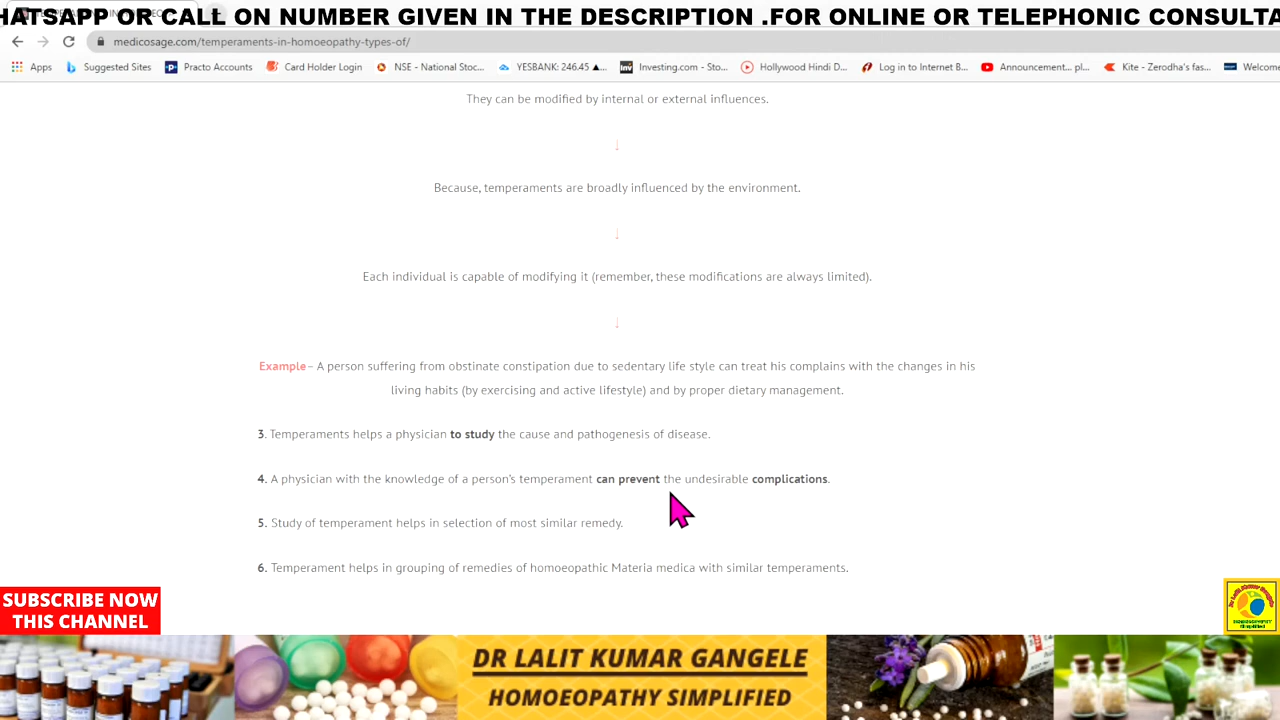 HATSAPP OR CALL ON NUMBER GIVEN IN THE DESCRIPTION .FOR ONLINE OR TELEPHONIC CONSULTA
medicosage.com/temperaments-in-homoeopathy-types-of/
Apps Suggested Sites Practo Accounts Card Holder Login NSE - National Stoc... YESBANK: 246.45 ▲... Investing.com - Sto... Hollywood Hindi D... Log in to Internet B... Announcement... pl... Kite - Zerodha's fas... Welcome
They can be modified by internal or external influences.
↓
Because, temperaments are broadly influenced by the environment.
↓
Each individual is capable of modifying it (remember, these modifications are always limited).
↓
Example – A person suffering from obstinate constipation due to sedentary life style can treat his complains with the changes in his
living habits (by exercising and active lifestyle) and by proper dietary management.
3. Temperaments helps a physician to study the cause and pathogenesis of disease.
4. A physician with the knowledge of a person's temperament can prevent the undesirable complications.
5. Study of temperament helps in selection of most similar remedy.
6. Temperament helps in grouping of remedies of homoeopathic Materia medica with similar temperaments.
SUBSCRIBE NOW
THIS CHANNEL
DR LALIT KUMAR GANGELE
HOMOEOPATHY SIMPLIFIED